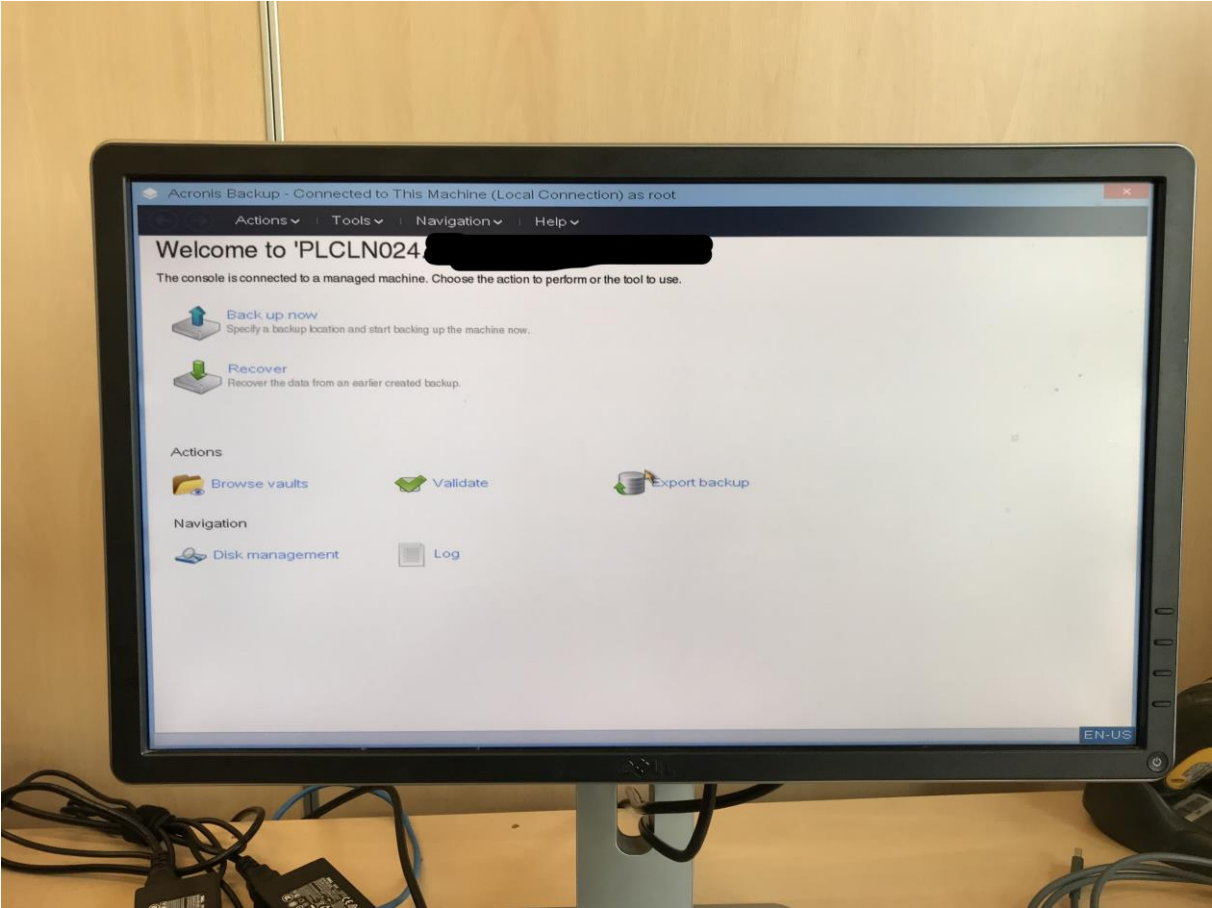 Acronis Backup - Connected to This Machine (Local Connection) as root
Actions Tools Navigation Help
Welcome to 'PLCLN024.
The console is connected to a managed machine. Choose the action to perform or the tool to use.
Back up now
Specify a backup location and start backing up the machine now.
Recover
Recover the data from an earlier created backup.
Actions
Browse vaults Validate Export backup
Navigation
Disk management Log
EN-US
DELL